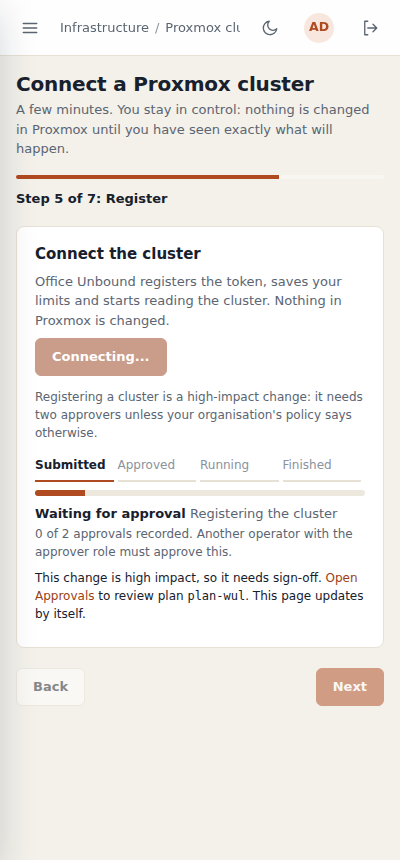 Infrastructure / Proxmox clu
AD
Connect a Proxmox cluster
A few minutes. You stay in control: nothing is changed
in Proxmox until you have seen exactly what will
happen.
Step 5 of 7: Register
Connect the cluster
Office Unbound registers the token, saves your
limits and starts reading the cluster. Nothing in
Proxmox is changed.
Connecting...
Registering a cluster is a high-impact change: it needs
two approvers unless your organisation's policy says
otherwise.
Submitted Approved Running Finished
Waiting for approval Registering the cluster
0 of 2 approvals recorded. Another operator with the
approver role must approve this.
This change is high impact, so it needs sign-off. Open
Approvals to review plan plan-wul. This page updates
by itself.
Back Next